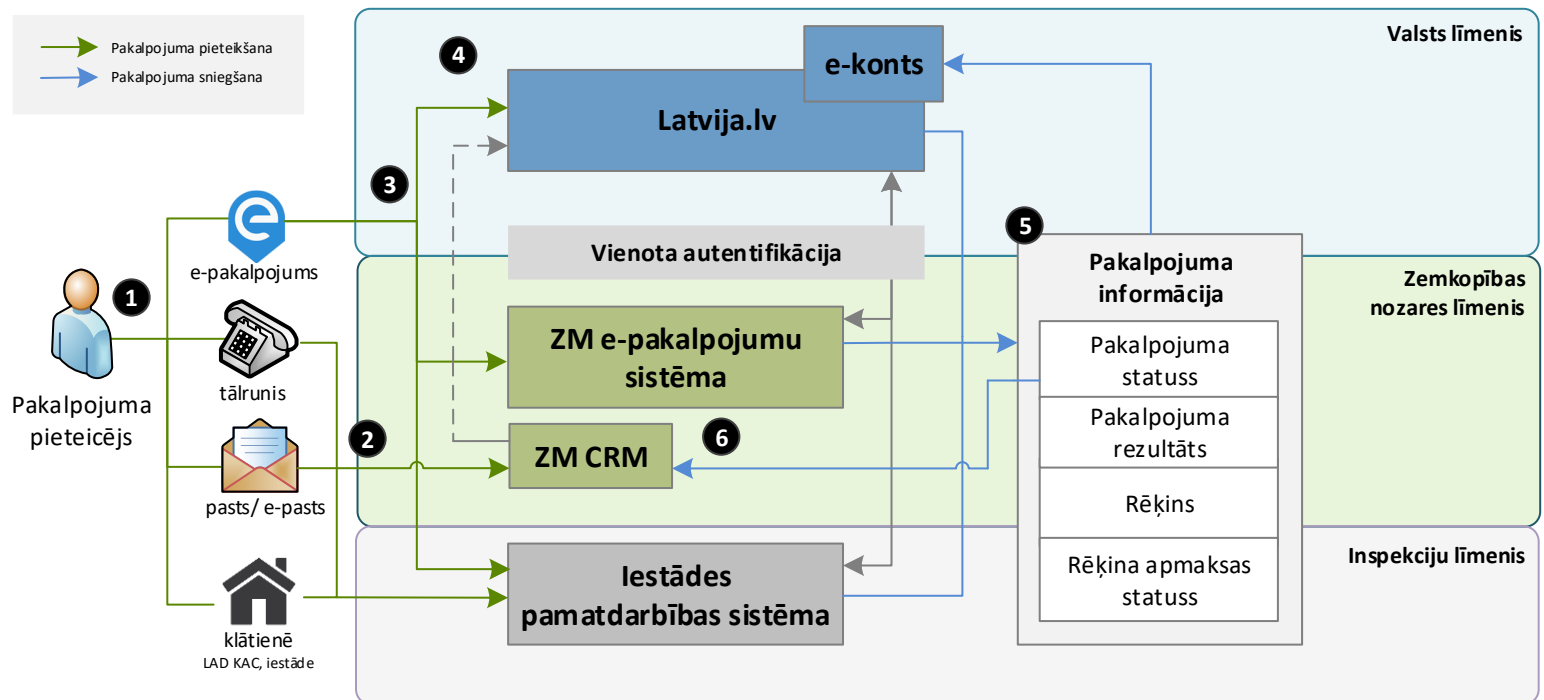 Pakalpojuma pieteikšana
Pakalpojuma sniegšana
Valsts līmenis
4
e-konts
Latvija.lv
3
e-pakalpojums
Vienota autentifikācija
5
Pakalpojuma
informācija
Zemkopības
nozares līmenis
1
tālrunis
ZM e-pakalpojumu
sistēma
Pakalpojuma
statuss
Pakalpojuma
pieteicējs
2
pasts/ e-pasts
ZM CRM
6
Pakalpojuma
rezultāts
Rēķins
Inspekciju līmenis
klātienē
LAD KAC, iestāde
Iestādes
pamatdarbības sistēma
Rēķina apmaksas
statuss